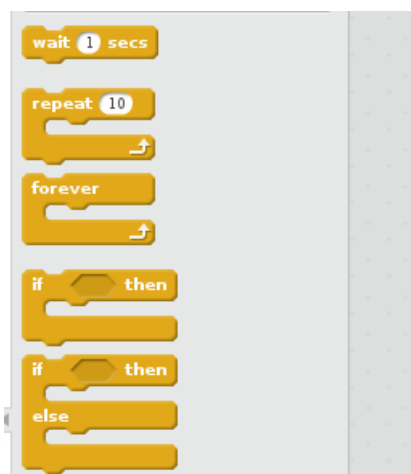 wait 1 secs
repeat 10
forever
if then
if then
else